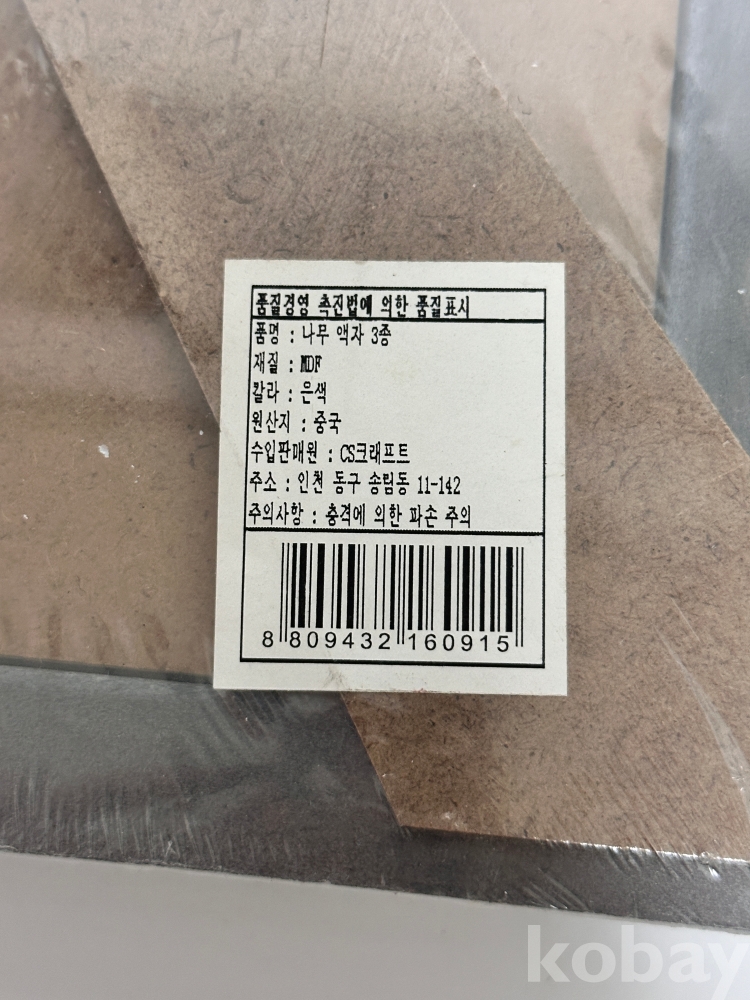 품질경영 촉진법에 의한 품질표시
품명 : 나무 액자 3종
재질 : MDF
칼라 : 은색
원산지 : 중국
수입판매원 : CS크래프트
주소 : 인천 동구 송림동 11-142
주의사항 : 충격에 의한 파손 주의
8 809432 160915
kobay